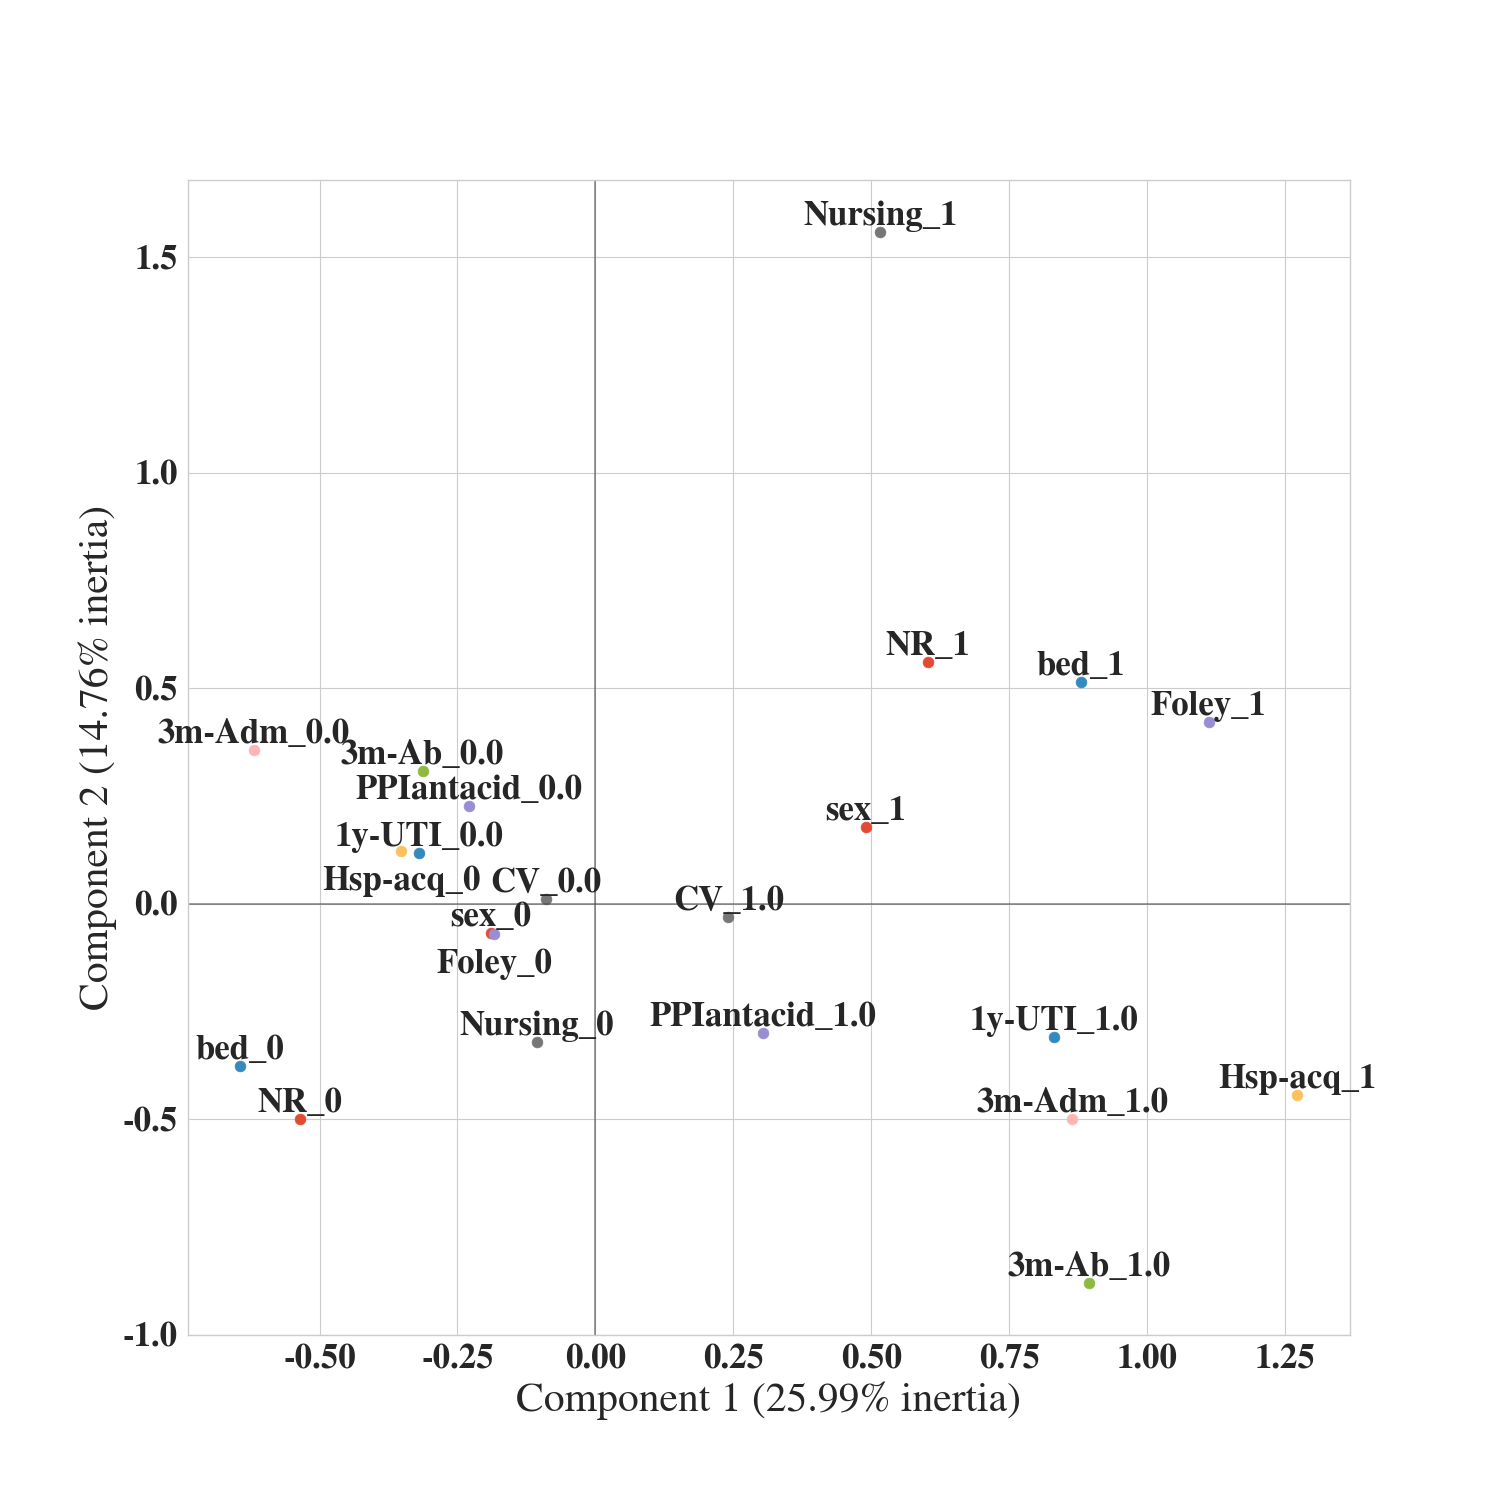 Nursing_1
1.5
1.0
NR_1
bed_1
0.5
Foley_1
3m-Adm_0.0
3m-Ab_0.0
PPIantacid_0.0
sex_1
1y-UTI_0.0
Hsp-acq_0
CV_0.0
CV_1.0
0.0
sex_0
Foley_0
Nursing_0
PPIantacid_1.0
1y-UTI_1.0
bed_0
Hsp-acq_1
NR_0
3m-Adm_1.0
-0.5
3m-Ab_1.0
-1.0
-0.50 -0.25 0.00 0.25 0.50 0.75 1.00 1.25
Component 1 (25.99% inertia)
Component 2 (14.76% inertia)